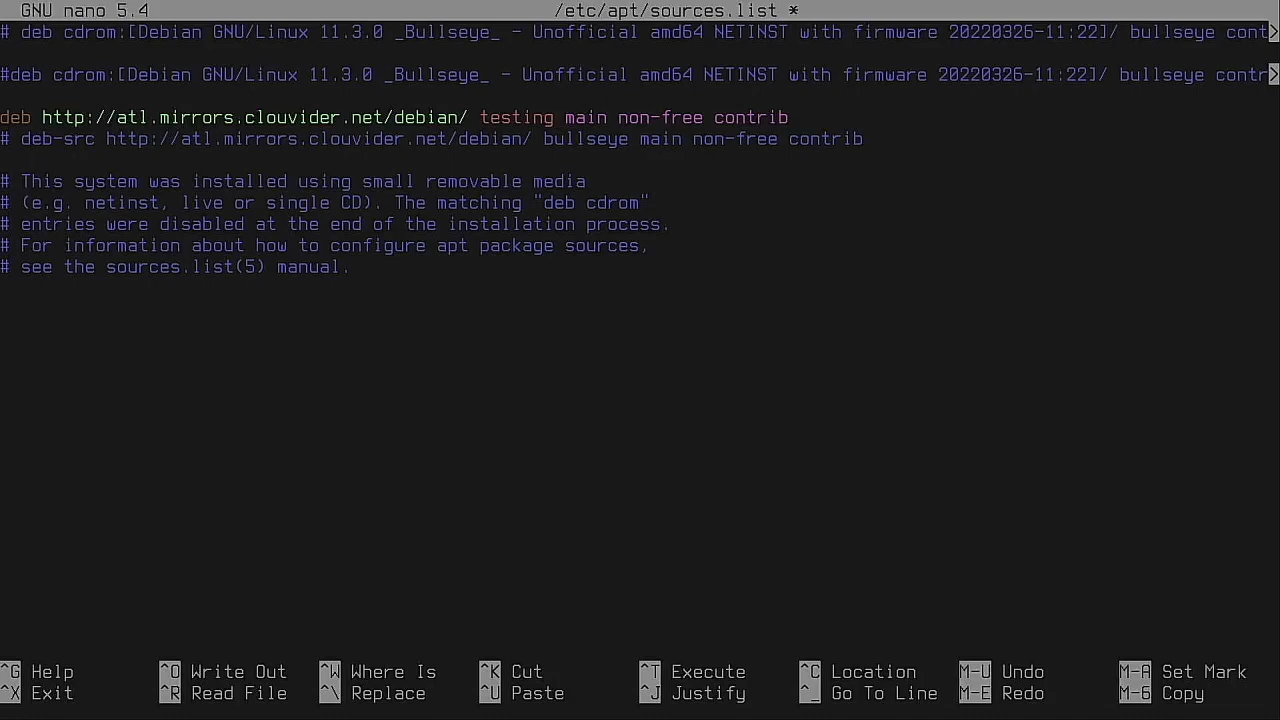 GNU nano 5.4 /etc/apt/sources.list *
# deb cdrom:[Debian GNU/Linux 11.3.0 _Bullseye_ - Unofficial amd64 NETINST with firmware 20220326-11:22]/ bullseye cont>
#deb cdrom:[Debian GNU/Linux 11.3.0 _Bullseye_ - Unofficial amd64 NETINST with firmware 20220326-11:22]/ bullseye contr>
deb http://atl.mirrors.clouvider.net/debian/ testing main non-free contrib
# deb-src http://atl.mirrors.clouvider.net/debian/ bullseye main non-free contrib
# This system was installed using small removable media
# (e.g. netinst, live or single CD). The matching "deb cdrom"
# entries were disabled at the end of the installation process.
# For information about how to configure apt package sources,
# see the sources.list(5) manual.
^G Help ^O Write Out ^W Where Is ^K Cut ^T Execute ^C Location M-U Undo M-A Set Mark
^X Exit ^R Read File ^\ Replace ^U Paste ^J Justify ^_ Go To Line M-E Redo M-6 Copy